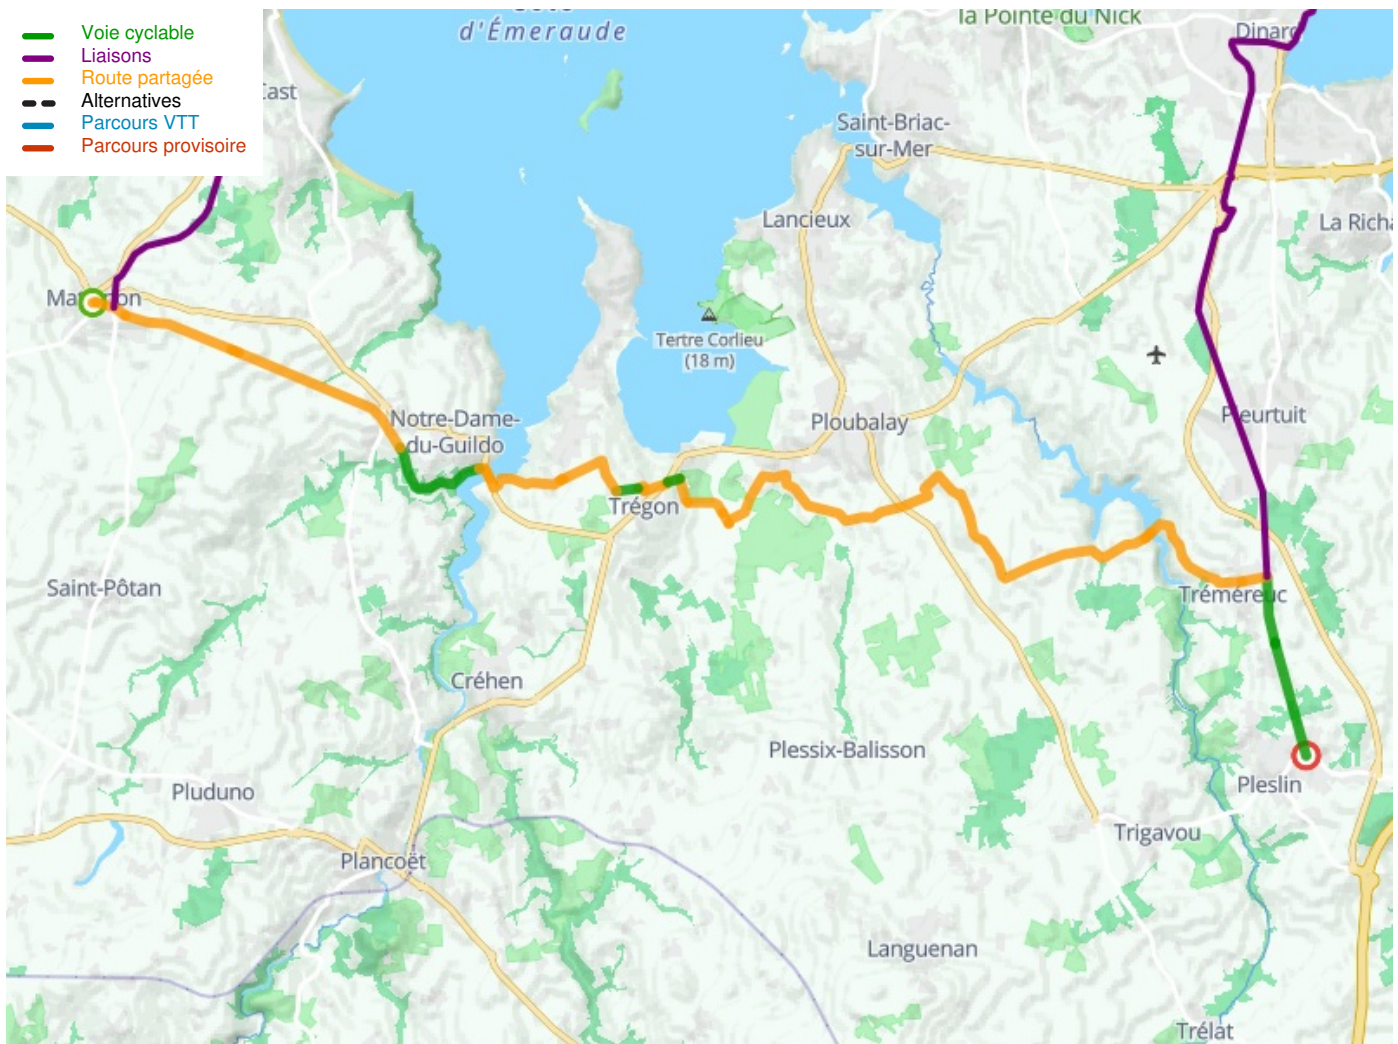 Voie cyclable
Liaisons
Route partagée
Alternatives
Parcours VTT
Parcours provisoire
d'Émeraude
la Pointe du Nick
Dinard
Saint-Briac-
sur-Mer
Lancieux
Tertre Corlieu
(18 m)
Notre-Dame-
du-Guildo
Ploubalay
Pleurtuit
Trégon
Saint-Pôtan
Tréméreuc
Créhen
Plessix-Balisson
Pleslin
Pluduno
Trigavou
Plancoët
Languenan
Trélat